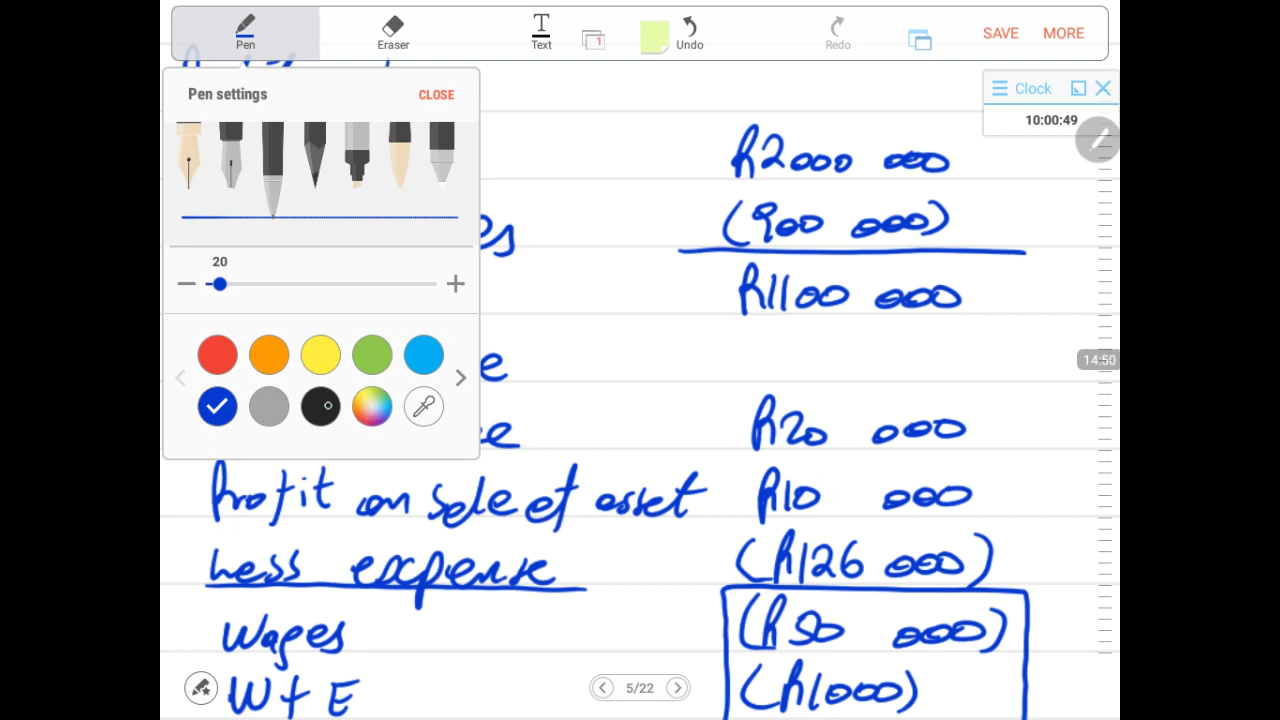 Pen Eraser Text 1 Undo Redo SAVE MORE
Pen settings CLOSE
Clock
10:00:49
R2000 000
es (900 000)
20
R1100 000
14:50
e
e R20 000
Profit on sale of asset R10 000
Less expense (R126 000)
Wages (R50 000)
W + E (R1000)
5/22